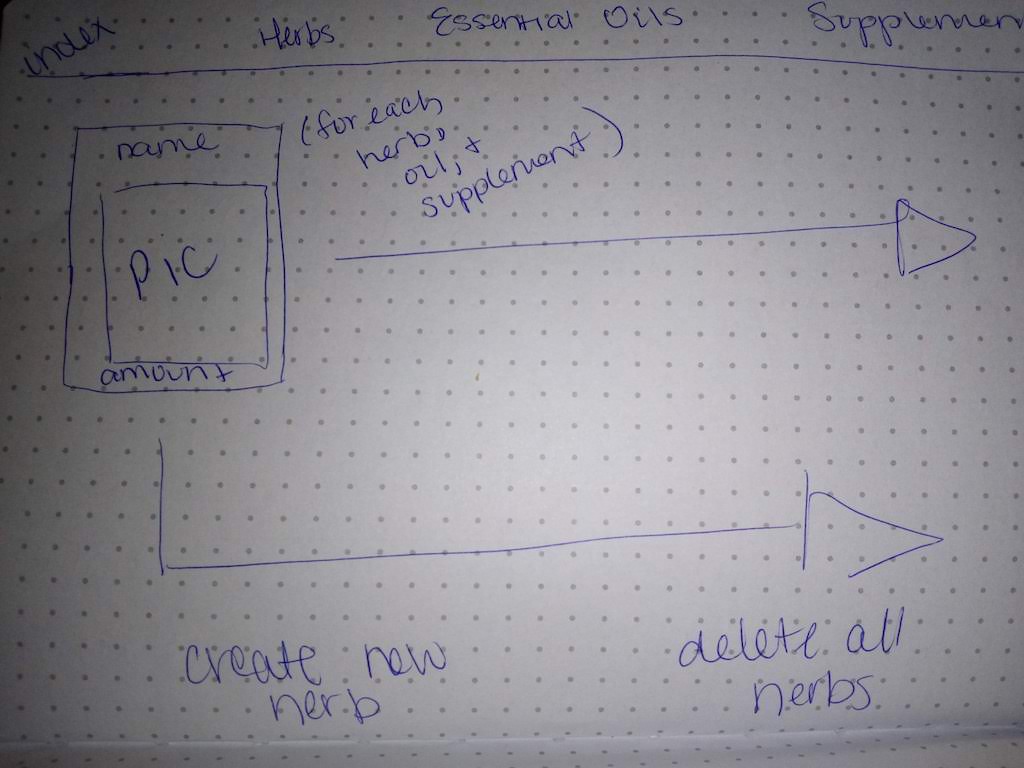 index Herbs Essential Oils Supplemen
name
(for each
herb,
oil, +
supplement)
PIC
amount
create new
herb
delete all
herbs